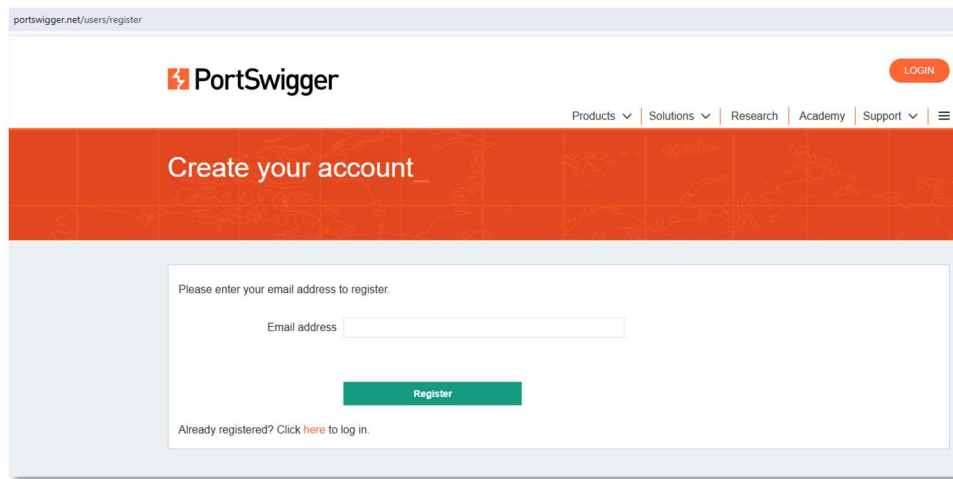 portswigger.net/users/register
PortSwigger
LOGIN
Products Solutions Research Academy Support
Create your account_
Please enter your email address to register.
Email address
Register
Already registered? Click here to log in.